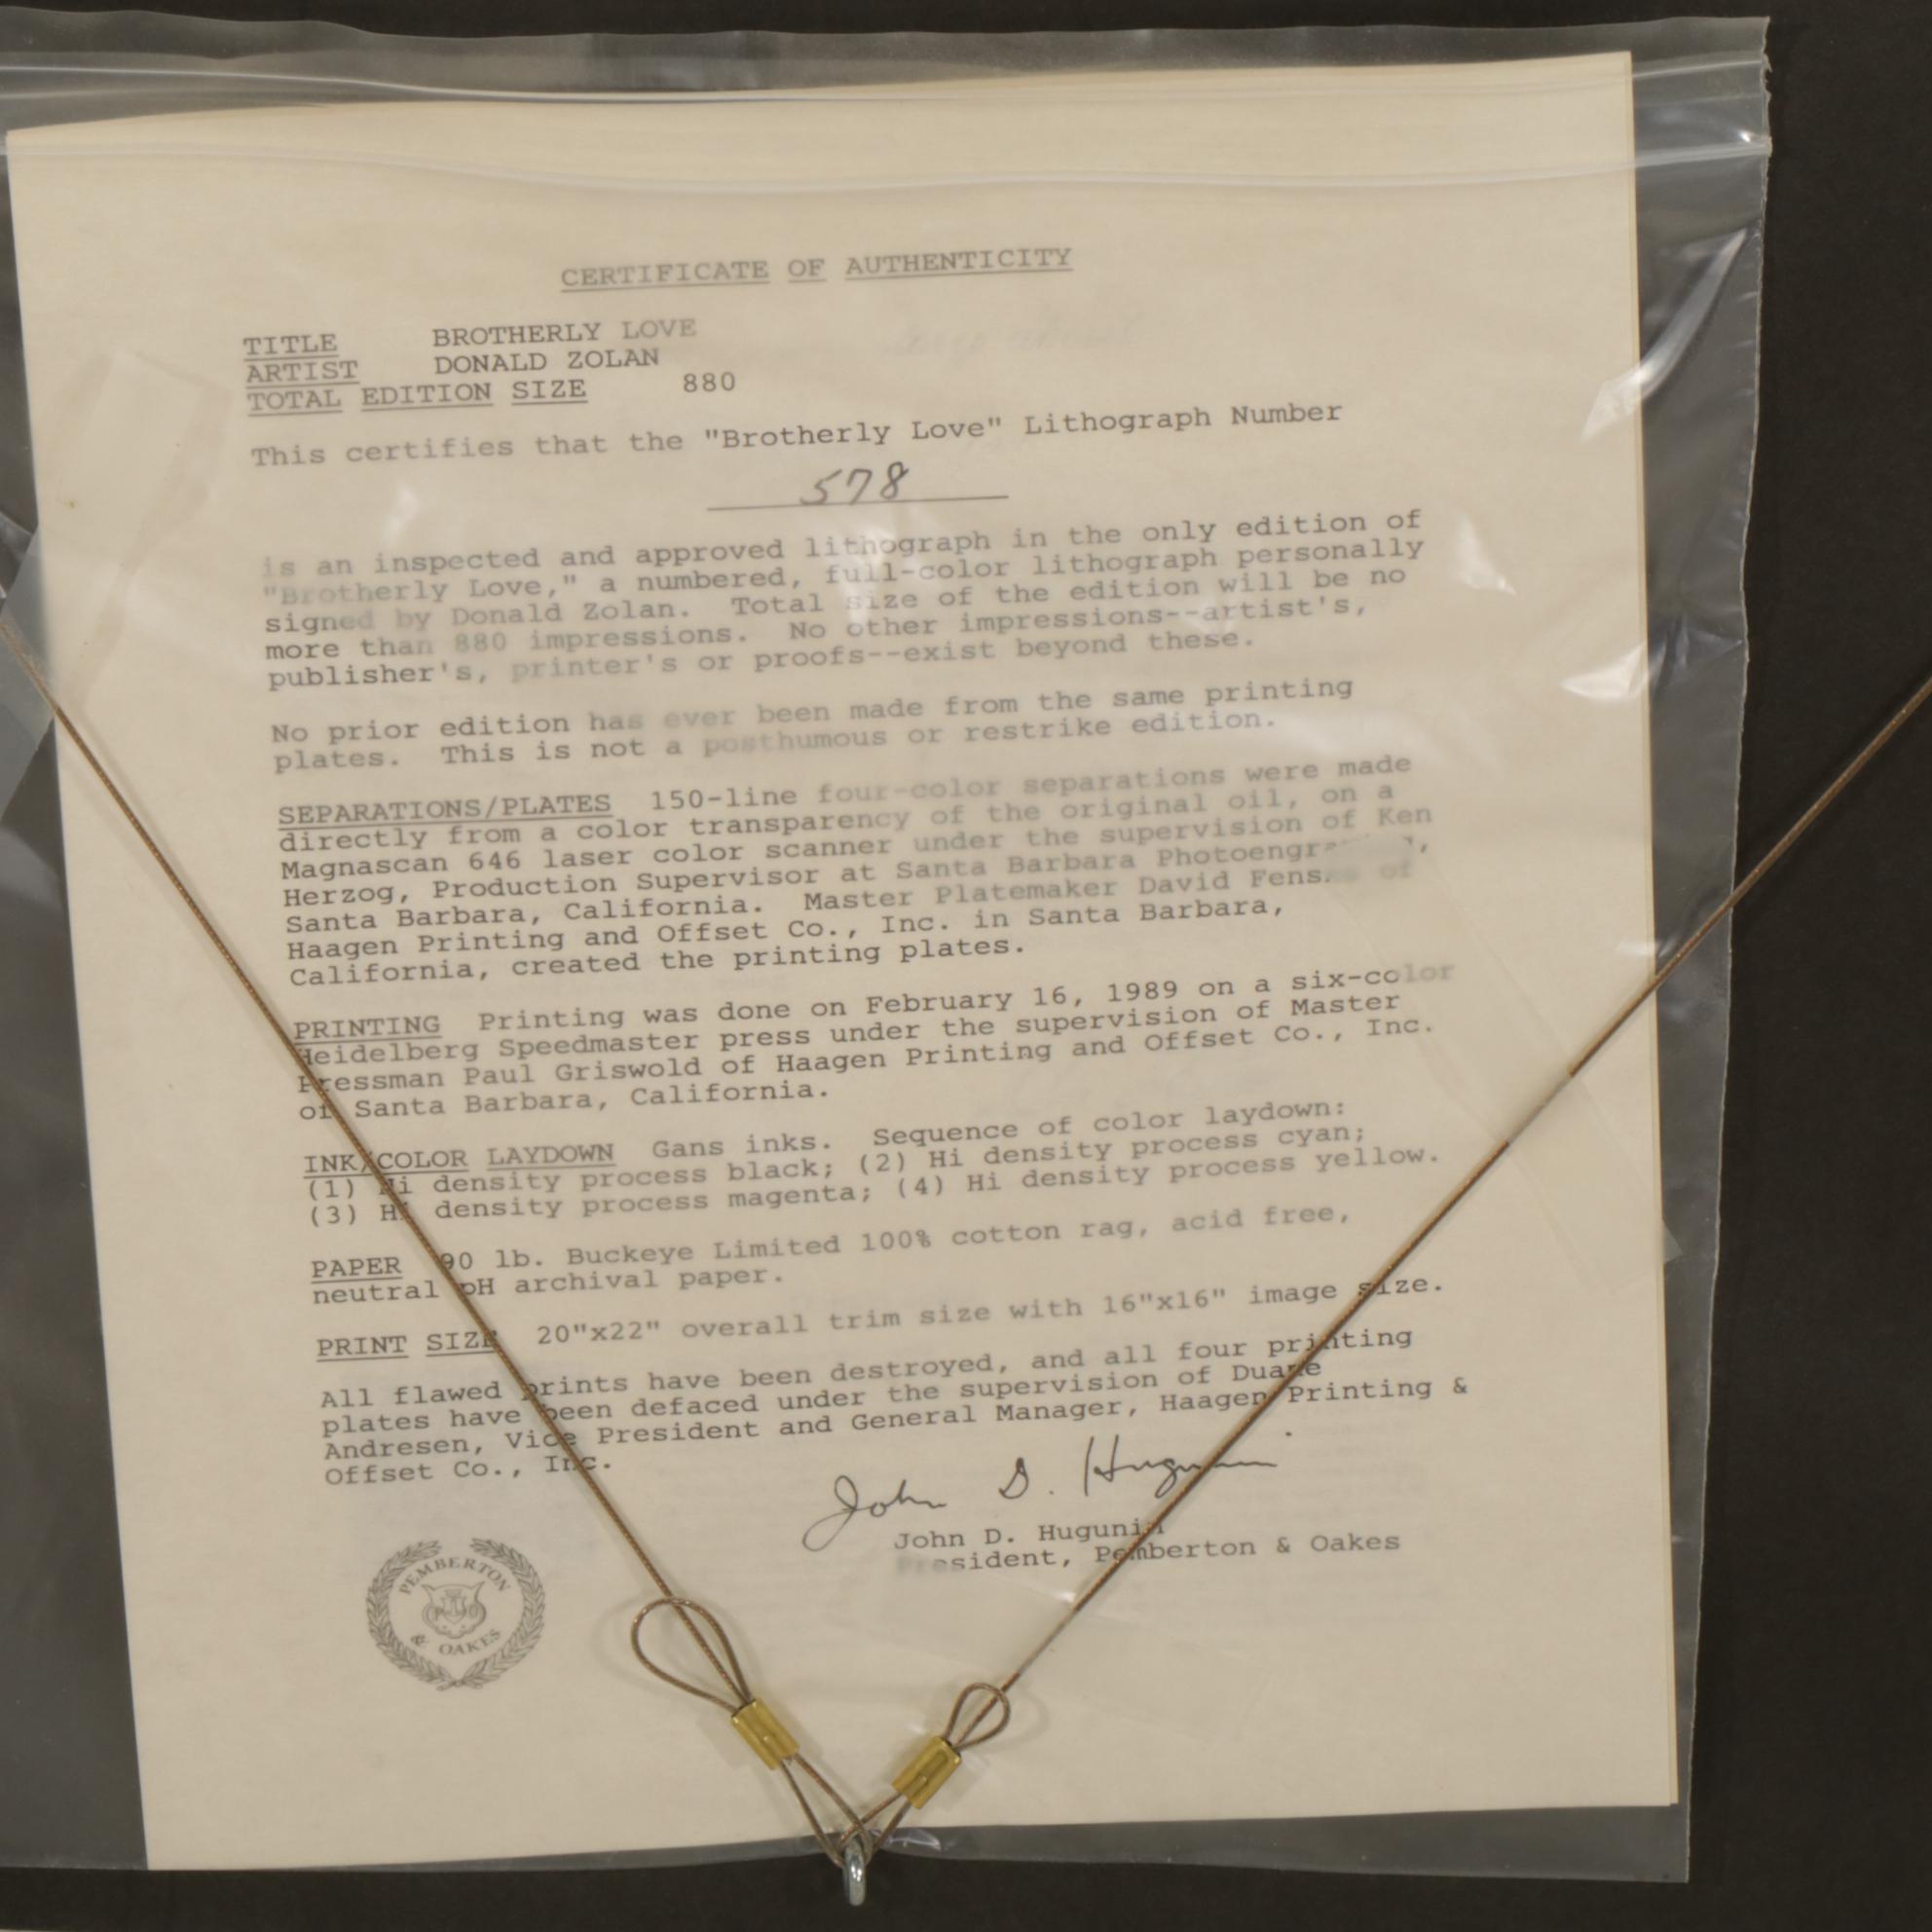 CERTIFICATE OF AUTHENTICITY
TITLE BROTHERLY LOVE
ARTIST DONALD ZOLAN
TOTAL EDITION SIZE 880
This certifies that the "Brotherly Love" Lithograph Number
578
is an inspected and approved lithograph in the only edition of
"Brotherly Love," a numbered, full-color lithograph personally
signed by Donald Zolan. Total size of the edition will be no
more than 880 impressions. No other impressions--artist's,
publisher's, printer's or proofs--exist beyond these.
No prior edition has ever been made from the same printing
plates. This is not a posthumous or restrike edition.
SEPARATIONS/PLATES 150-line four-color separations were made
directly from a color transparency of the original oil, on a
Magnascan 646 laser color scanner under the supervision of Ken
Herzog, Production Supervisor at Santa Barbara
Santa Barbara, California. Master Platemaker David of
Haagen Printing and Offset Co., Inc. in Santa Barbara,
California, created the printing plates.
PRINTING Printing was done on February 16, 1989 on a six-color
Heidelberg Speedmaster press under the supervision of Master
Pressman Paul Griswold of Haagen Printing and Offset Co., Inc.
of Santa Barbara, California.
INK/COLOR LAYDOWN Gans inks. Sequence of color laydown:
(1) Hi density process black; (2) Hi density process cyan;
(3) Hi density process magenta; (4) Hi density process yellow.
PAPER 90 lb. Buckeye Limited 100% cotton rag, acid free,
neutral pH archival paper.
PRINT SIZE 20"x22" overall trim size with 16"x16" image size.
All flawed prints have been destroyed, and all four printing
plates have been defaced under the supervision of Duane
Andresen, Vice President and General Manager, Haagen Printing &
Offset Co., Inc.
John D. Hugunin
John D. Hugunin
President, Pemberton & Oakes
PEMBERTON
& OAKES